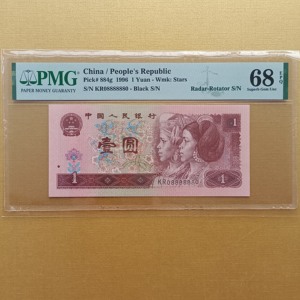 PMG
PAPER MONEY GUARANTY
China / People's Republic
Pick# 884g 1996 1 Yuan - Wmk: Stars
S/N KR08888880 - Black S/N
Radar-Rotator S/N
68 EPQ
Superb Gem Unc
中国人民银行
壹圆
1
KR08888880
1
1